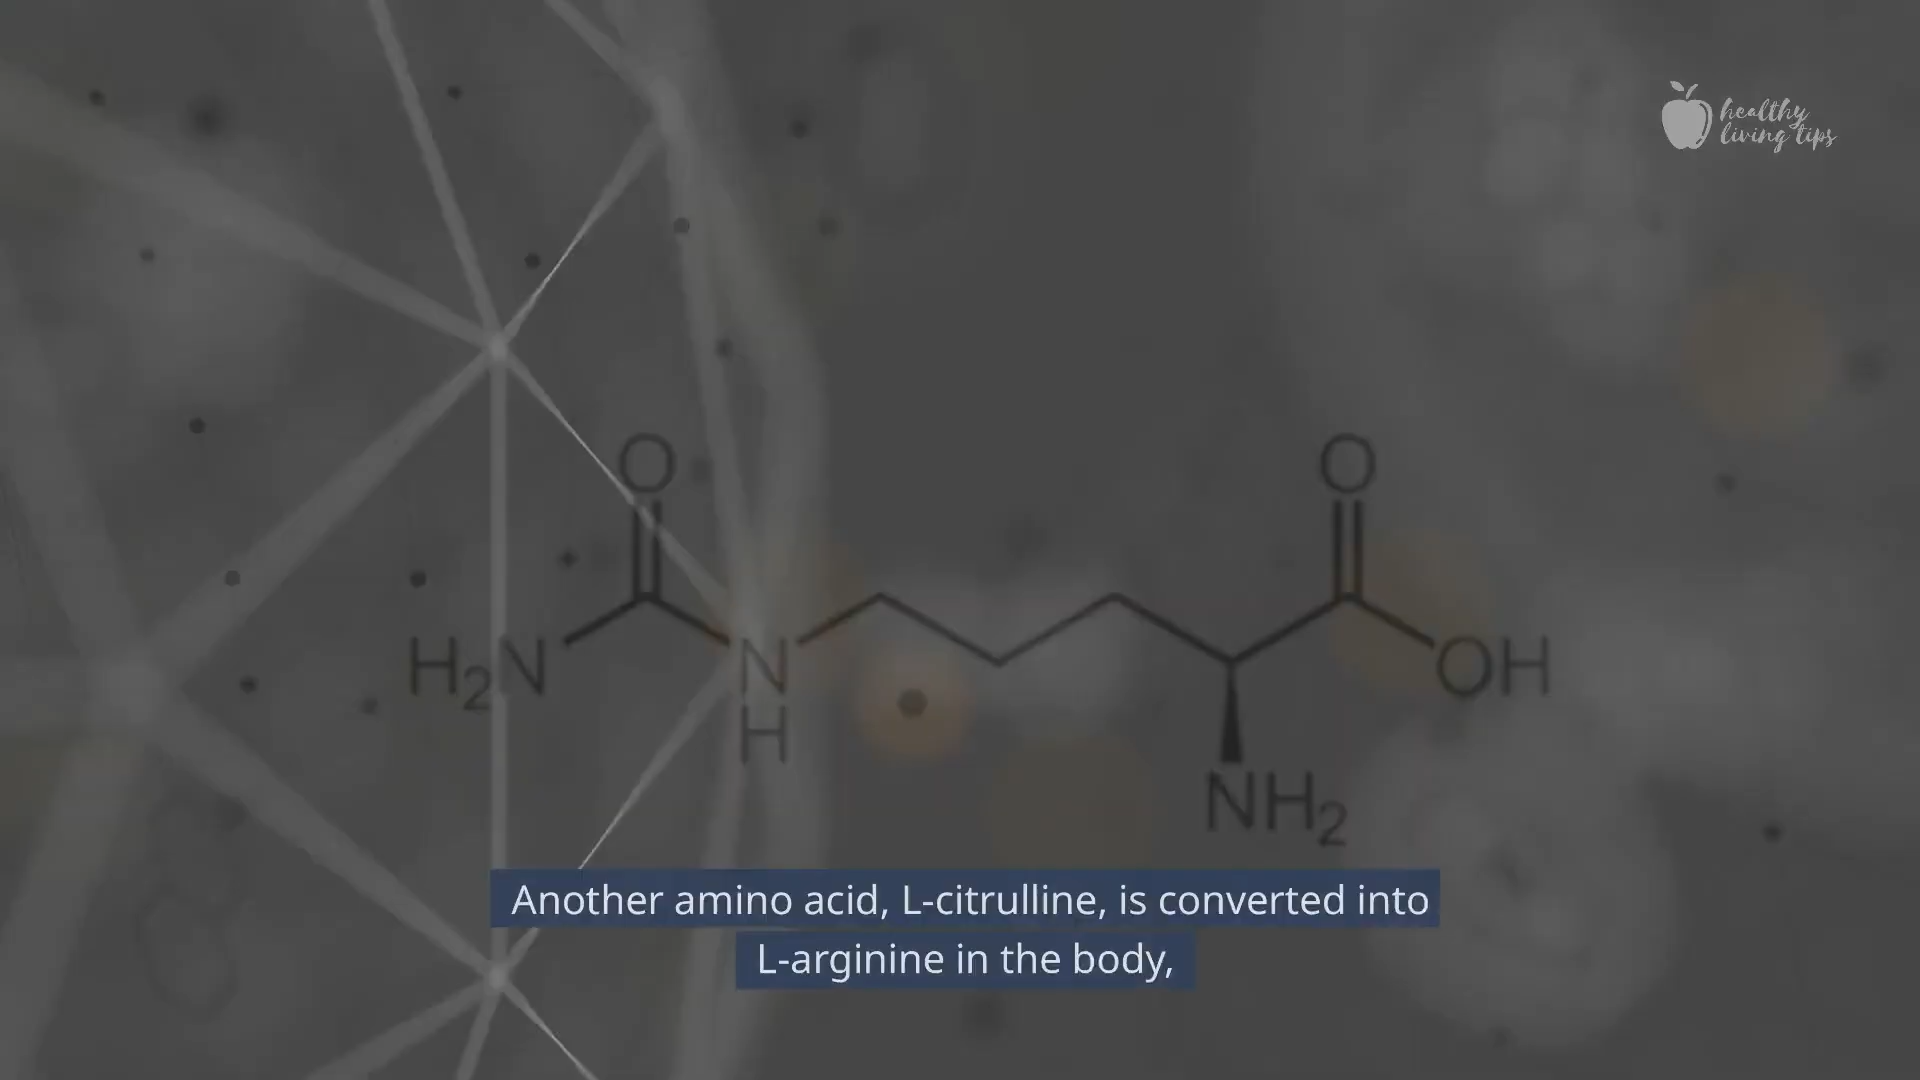 healthy
living tips
O
O
H₂N
N
H
OH
NH₂
Another amino acid, L-citrulline, is converted into
L-arginine in the body,